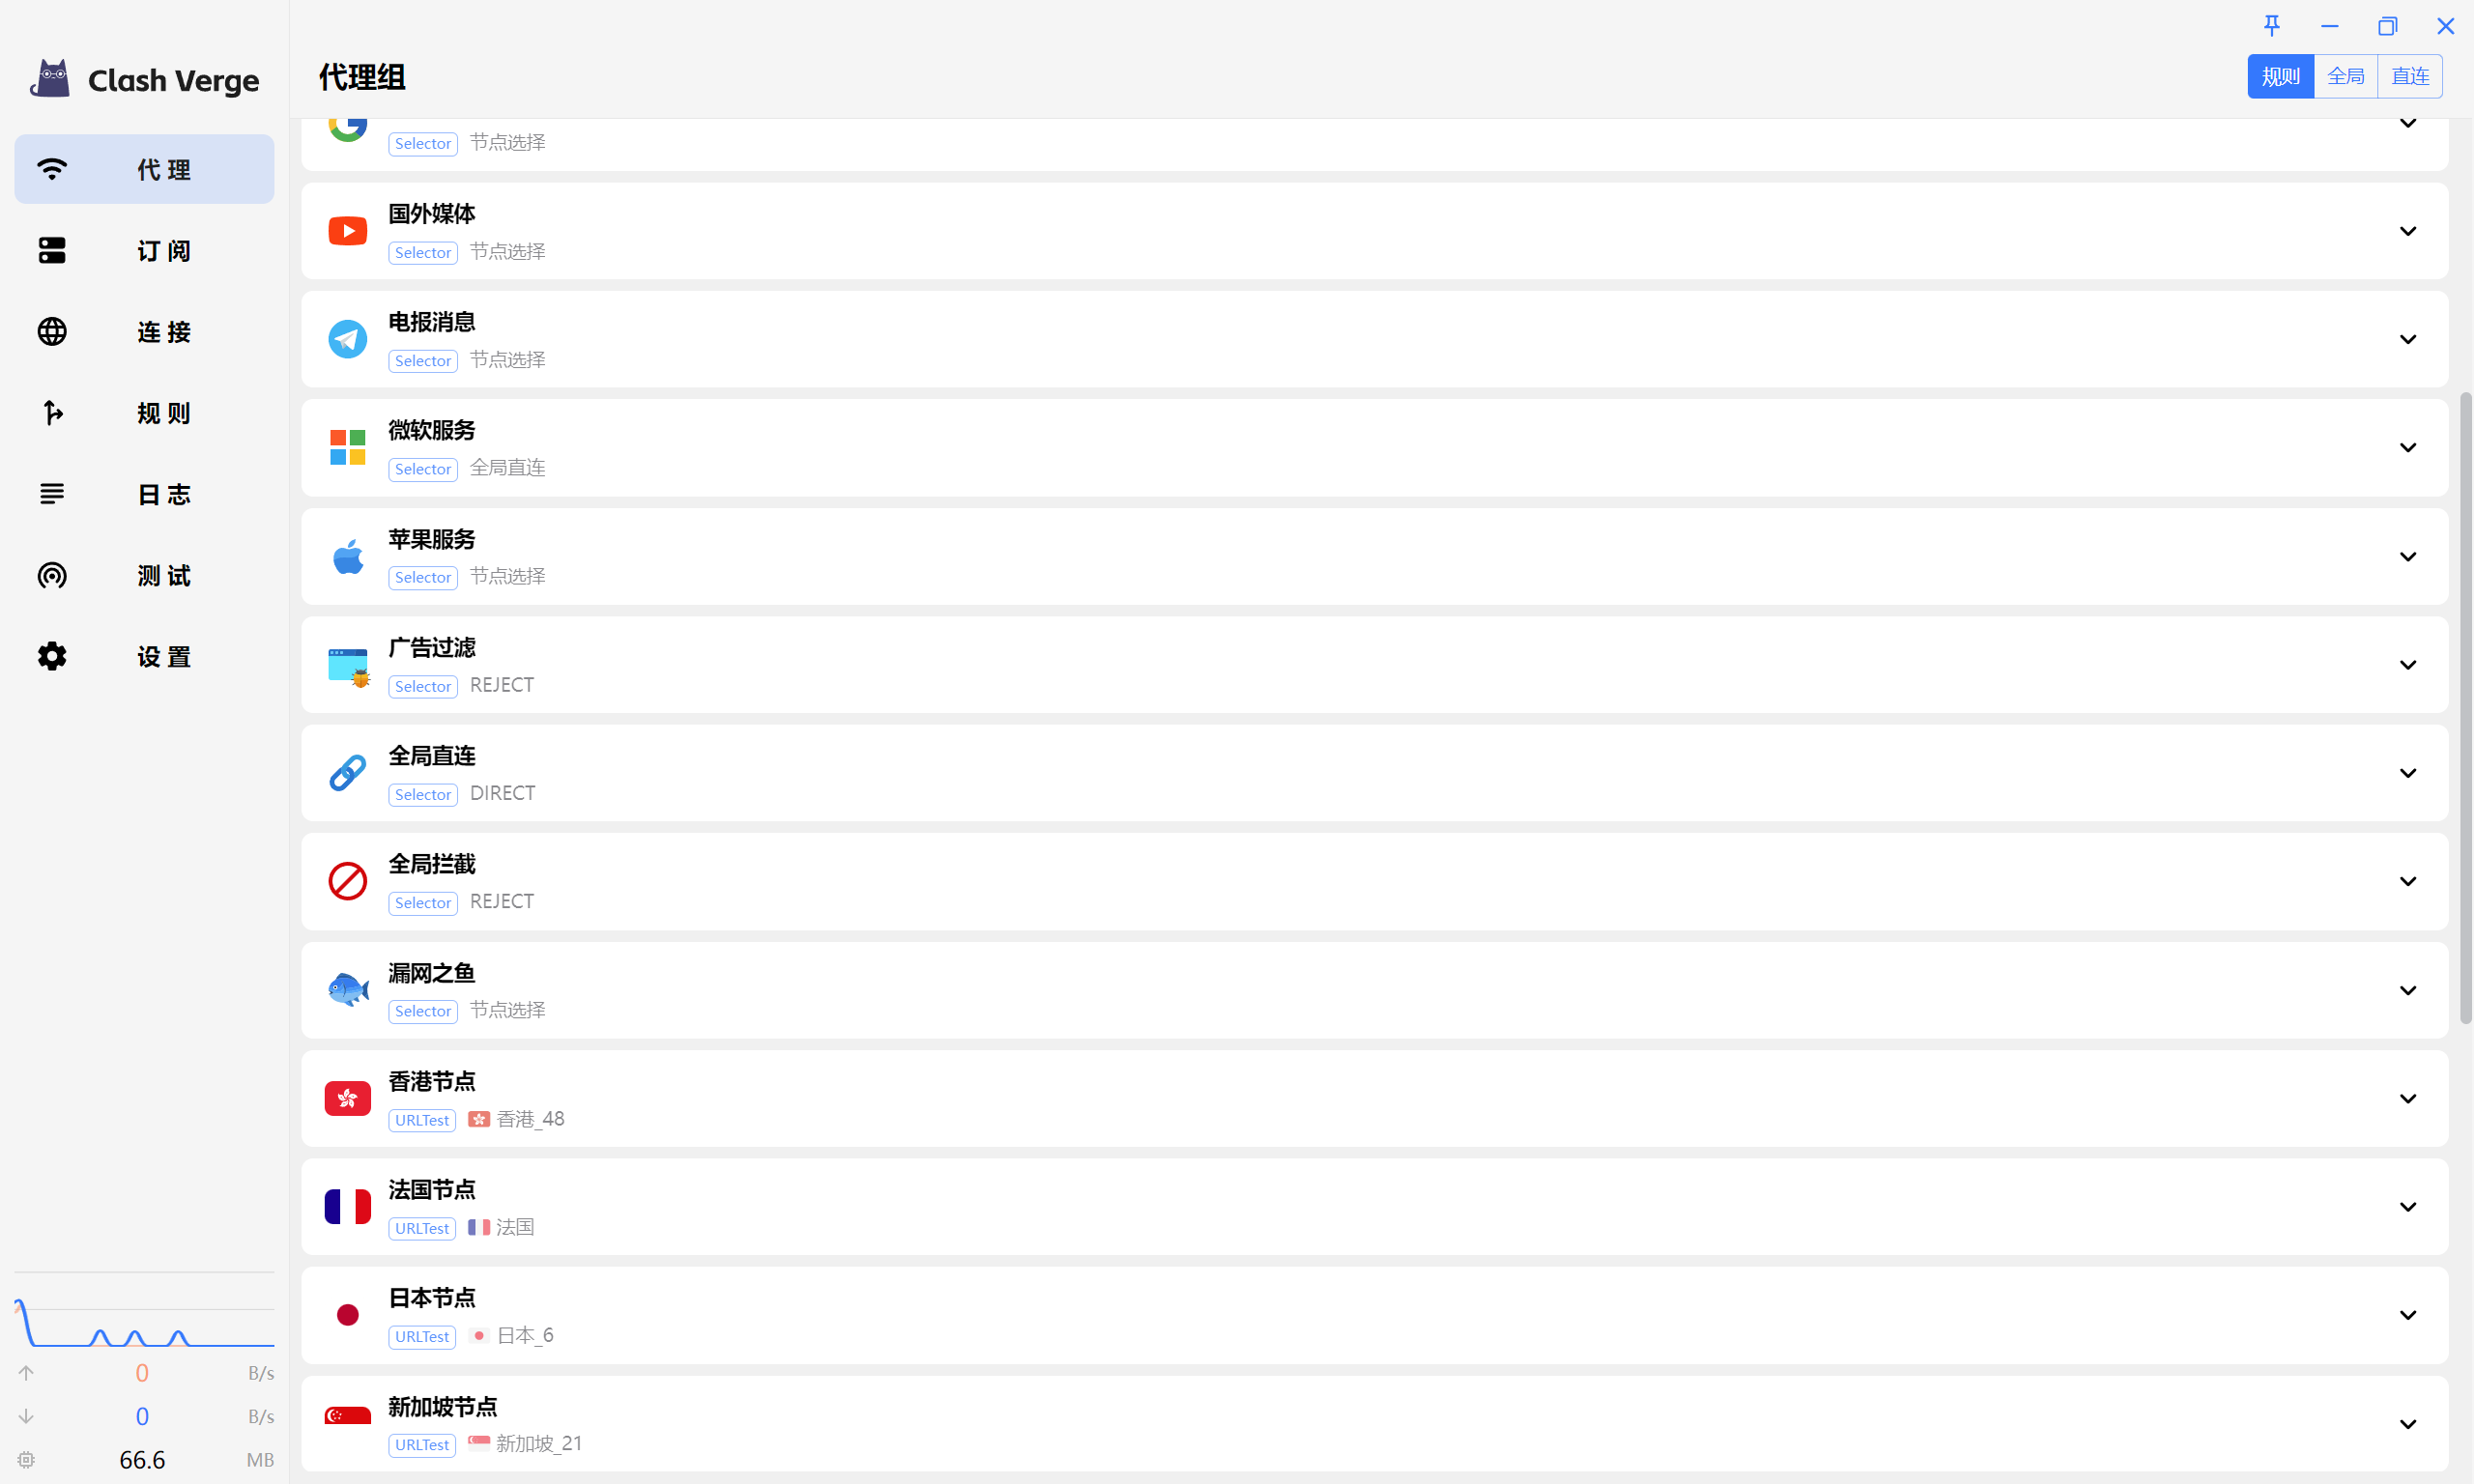 Clash Verge
代 理
订 阅
连 接
规 则
日 志
测 试
设 置
0 B/s
0 B/s
66.6 MB
代理组
规则 全局 直连
Selector 节点选择
国外媒体
Selector 节点选择
电报消息
Selector 节点选择
微软服务
Selector 全局直连
苹果服务
Selector 节点选择
广告过滤
Selector REJECT
全局直连
Selector DIRECT
全局拦截
Selector REJECT
漏网之鱼
Selector 节点选择
香港节点
URLTest 香港_48
法国节点
URLTest 法国
日本节点
URLTest 日本_6
新加坡节点
URLTest 新加坡_21